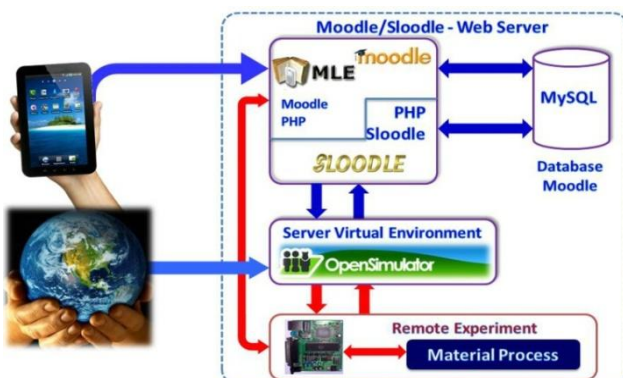 Moodle/Sloodle - Web Server
MLE
moodle
Moodle
PHP
PHP
Sloodle
SLOODLE
MySQL
Database
Moodle
Server Virtual Environment
OpenSimulator
Remote Experiment
Material Process